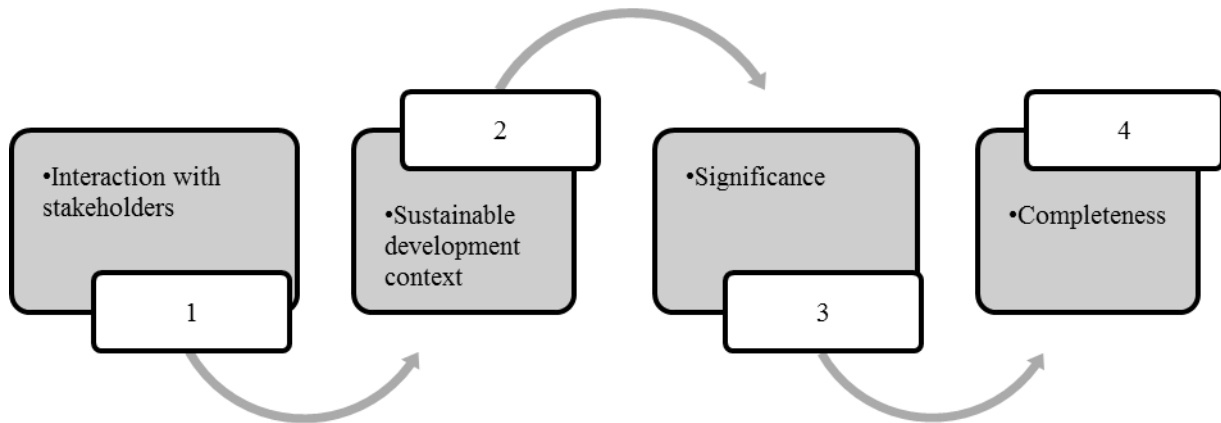 •Interaction with
stakeholders
1
2
•Sustainable
development
context
•Significance
3
4
•Completeness